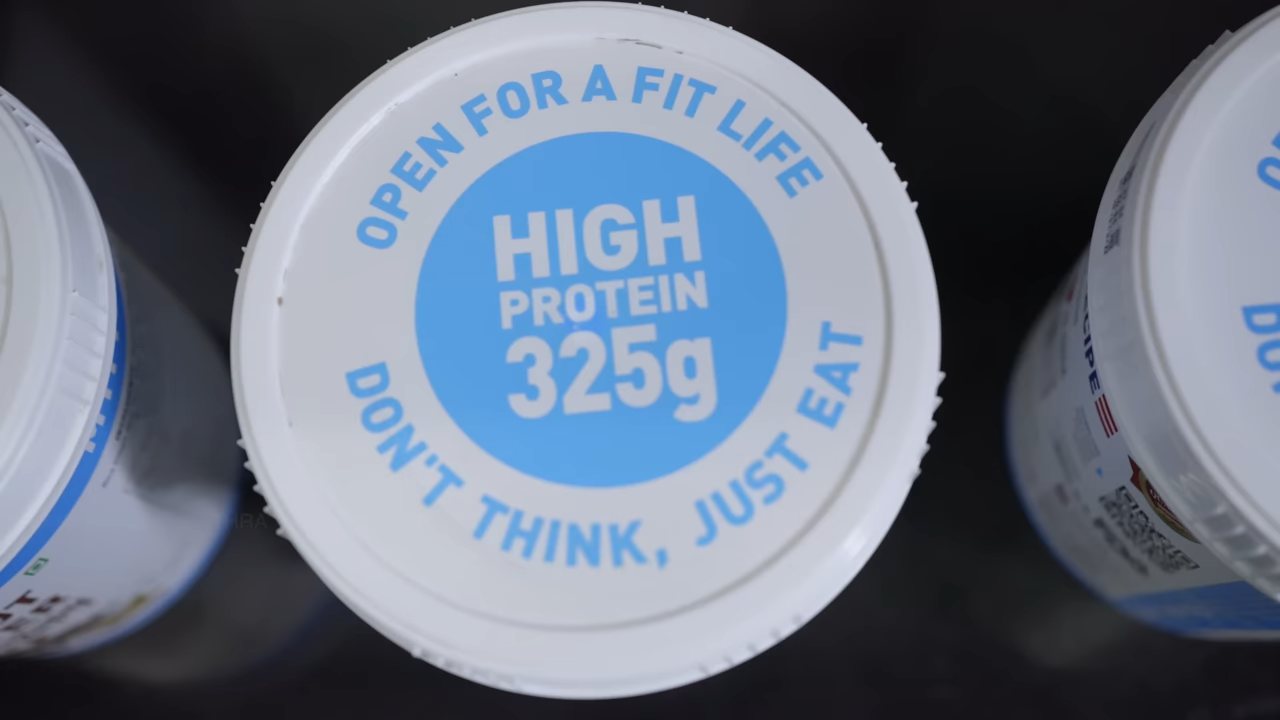 OPEN FOR A FIT LIFE
HIGH
PROTEIN
325g
DON'T THINK, JUST EAT